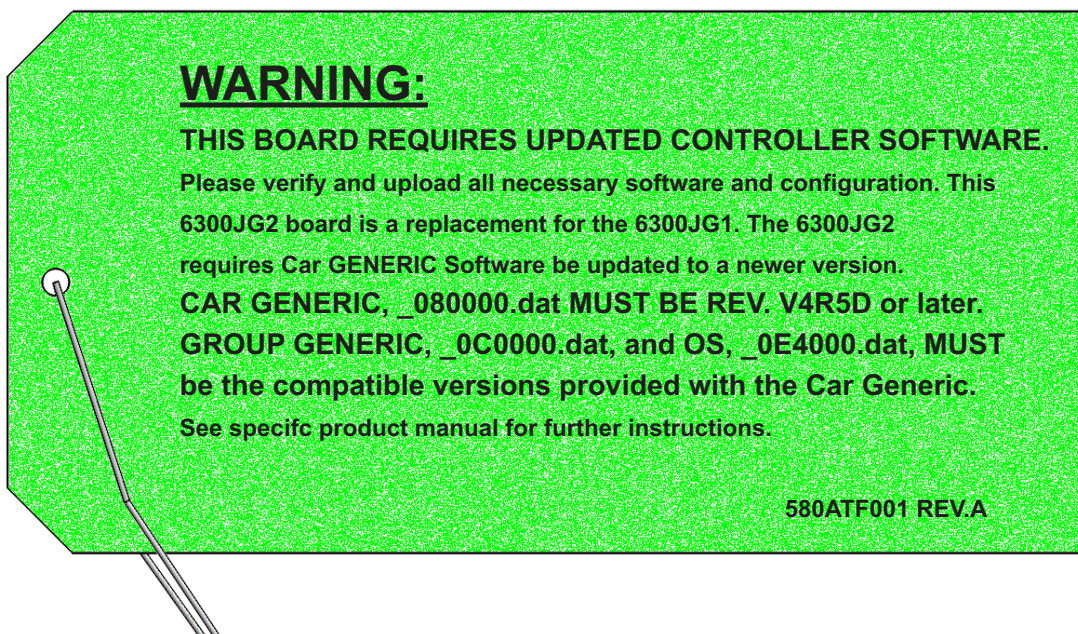 WARNING:
THIS BOARD REQUIRES UPDATED CONTROLLER SOFTWARE.
Please verify and upload all necessary software and configuration. This
6300JG2 board is a replacement for the 6300JG1. The 6300JG2
requires Car GENERIC Software be updated to a newer version.
CAR GENERIC, _080000.dat MUST BE REV. V4R5D or later.
GROUP GENERIC, _0C0000.dat, and OS, _0E4000.dat, MUST
be the compatible versions provided with the Car Generic.
See specifc product manual for further instructions.
580ATF001 REV.A